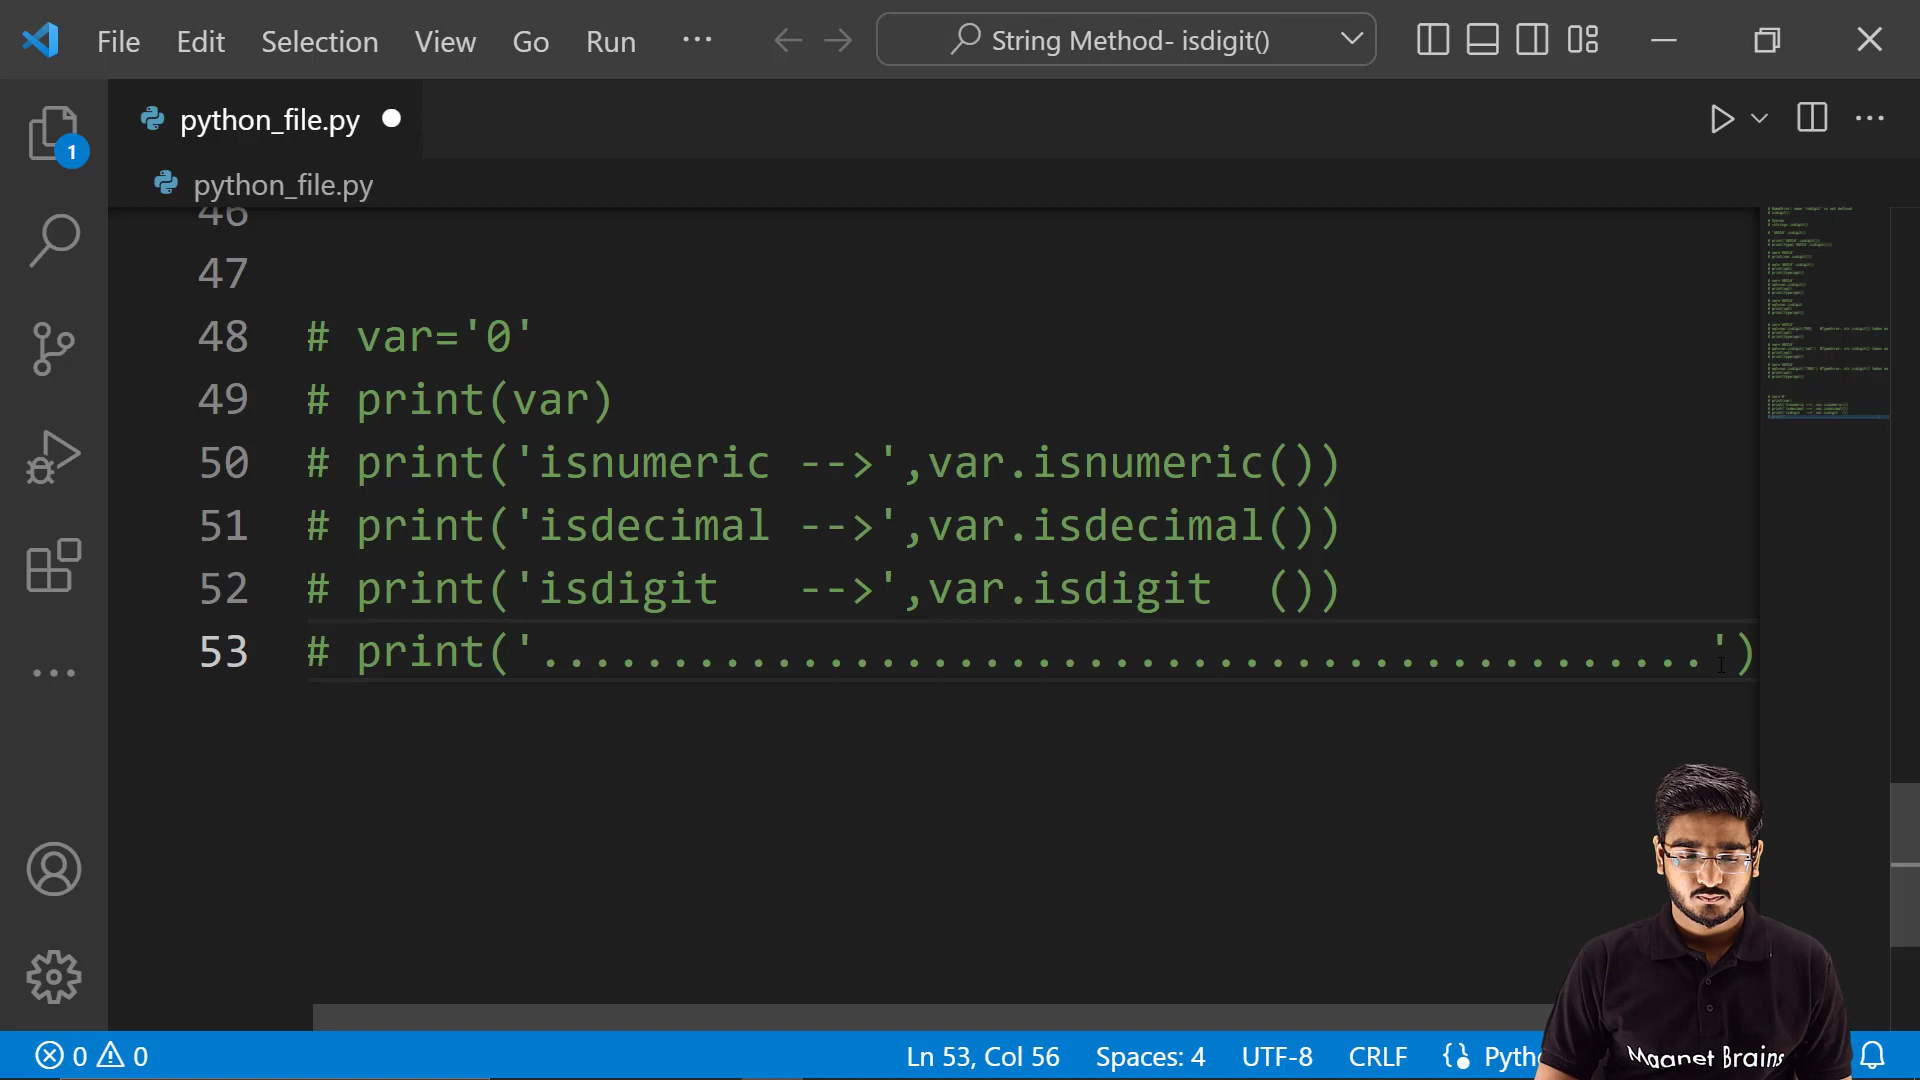 File Edit Selection View Go Run ... String Method- isdigit()
python_file.py
1
python_file.py
46
47
48 # var='0'
49 # print(var)
50 # print('isnumeric -->',var.isnumeric())
51 # print('isdecimal -->',var.isdecimal())
52 # print('isdigit   -->',var.isdigit  ())
53 # print('.............................................')
0 0 Ln 53, Col 56 Spaces: 4 UTF-8 CRLF Pytho
Magnet Brains